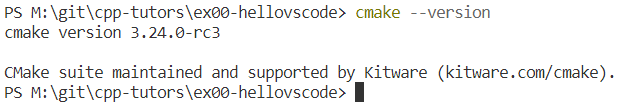 PS M:\git\cpp-tutors\ex00-hellovscode> cmake --version
cmake version 3.24.0-rc3

CMake suite maintained and supported by Kitware (kitware.com/cmake).
PS M:\git\cpp-tutors\ex00-hellovscode>